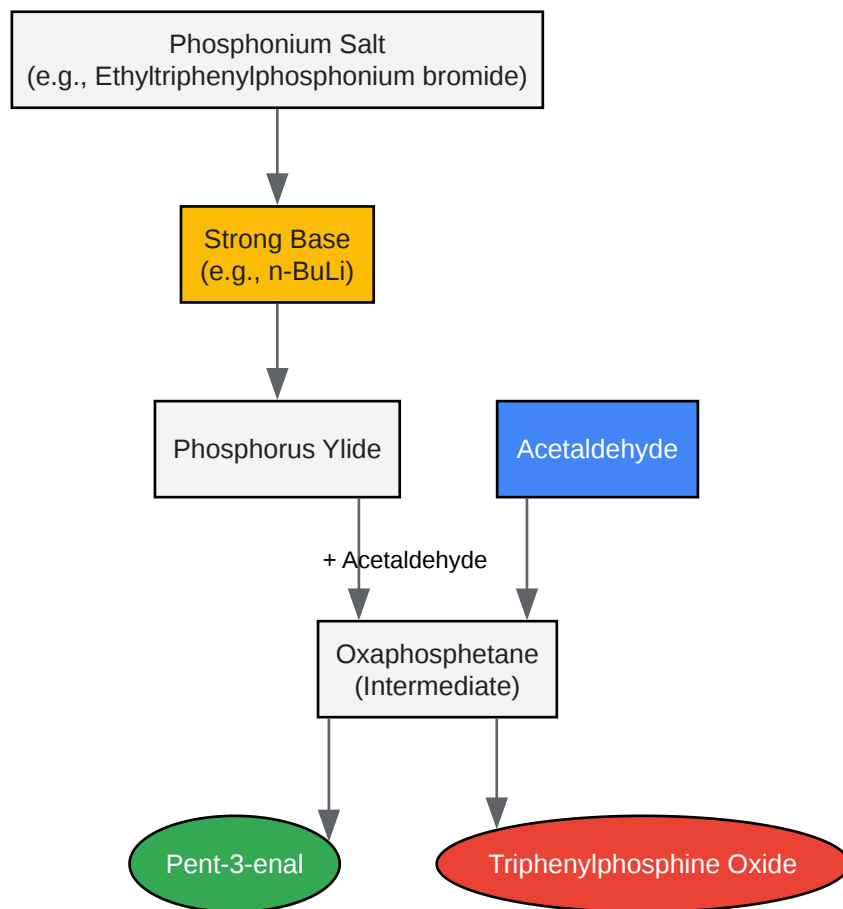 Phosphonium Salt
(e.g., Ethyltriphenylphosphonium bromide)
Strong Base
(e.g., n-BuLi)
Phosphorus Ylide
Acetaldehyde
+ Acetaldehyde
Oxaphosphetane
(Intermediate)
Pent-3-enal
Triphenylphosphine Oxide